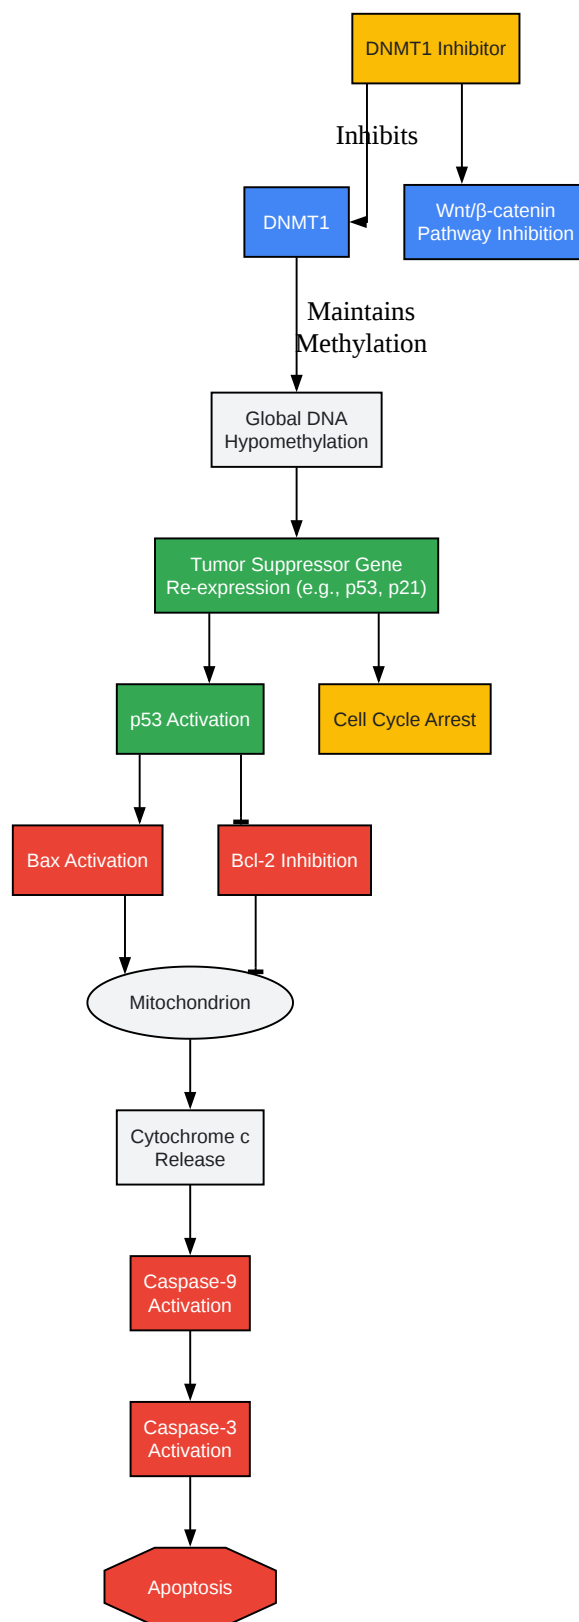 DNMT1 Inhibitor
Inhibits
DNMT1
Wnt/β-catenin
Pathway Inhibition
Maintains
Methylation
Global DNA
Hypomethylation
Tumor Suppressor Gene
Re-expression (e.g., p53, p21)
p53 Activation
Cell Cycle Arrest
Bax Activation
Bcl-2 Inhibition
Mitochondrion
Cytochrome c
Release
Caspase-9
Activation
Caspase-3
Activation
Apoptosis